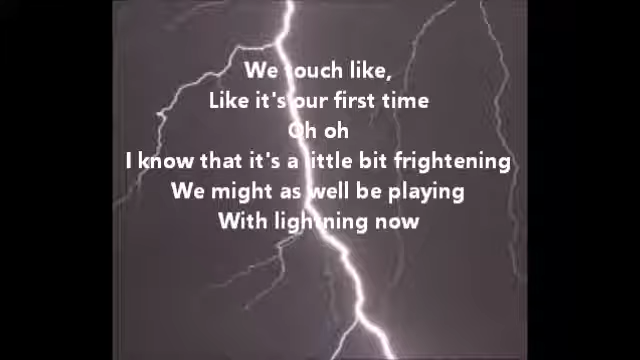 We touch like,
Like it's our first time
Oh oh
I know that it's a little bit frightening
We might as well be playing
With lightning now